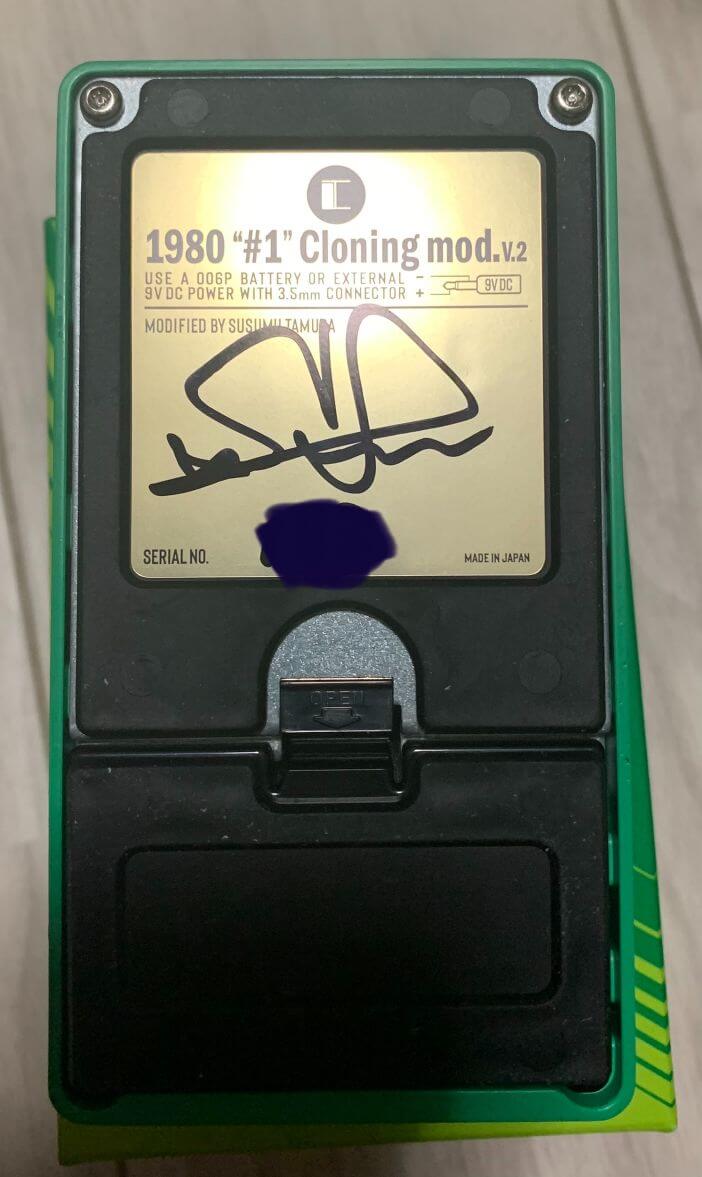 1980 “#1” Cloning mod.V.2
USE A 006P BATTERY OR EXTERNAL
9V DC POWER WITH 3.5mm CONNECTOR
- + 9V DC
MODIFIED BY SUSUMU TAMURA
SERIAL NO.
MADE IN JAPAN
OPEN